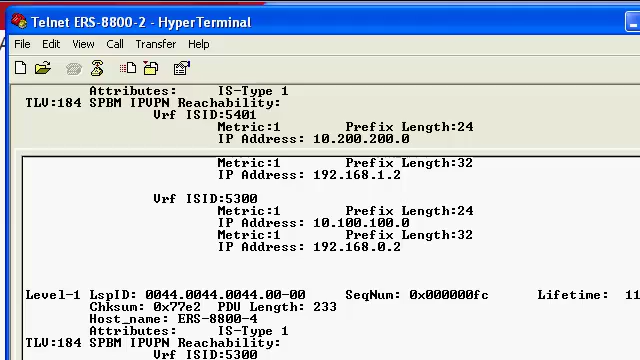 Telnet ERS-8800-2 - HyperTerminal
File Edit View Call Transfer Help
Attributes: IS-Type 1
TLV:184 SPBM IPVPN Reachability:
Vrf ISID:5401
Metric:1 Prefix Length:24
IP Address: 10.200.200.0
Metric:1 Prefix Length:32
IP Address: 192.168.1.2
Vrf ISID:5300
Metric:1 Prefix Length:24
IP Address: 10.100.100.0
Metric:1 Prefix Length:32
IP Address: 192.168.0.2
Level-1 LspID: 0044.0044.0044.00-00 SeqNum: 0x000000fc Lifetime: 11
Chksum: 0x77e2 PDU Length: 233
Host_name: ERS-8800-4
Attributes: IS-Type 1
TLV:184 SPBM IPVPN Reachability:
Vrf ISID:5300